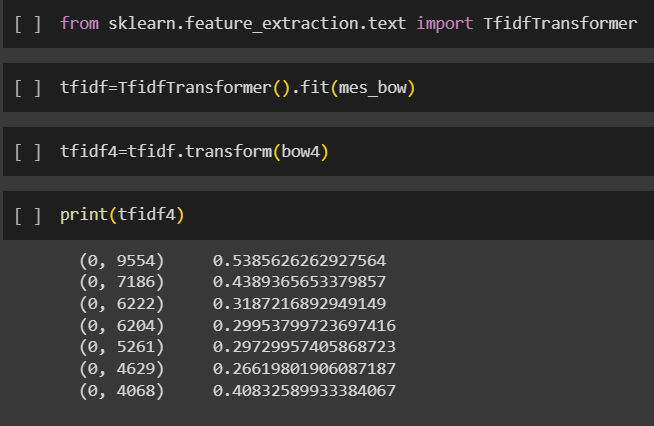 [ ] from sklearn.feature_extraction.text import TfidfTransformer
[ ] tfidf=TfidfTransformer().fit(mes_bow)
[ ] tfidf4=tfidf.transform(bow4)
[ ] print(tfidf4)
(0, 9554) 0.5385626262927564
(0, 7186) 0.4389365653379857
(0, 6222) 0.3187216892949149
(0, 6204) 0.29953799723697416
(0, 5261) 0.29729957405868723
(0, 4629) 0.26619801906087187
(0, 4068) 0.40832589933384067